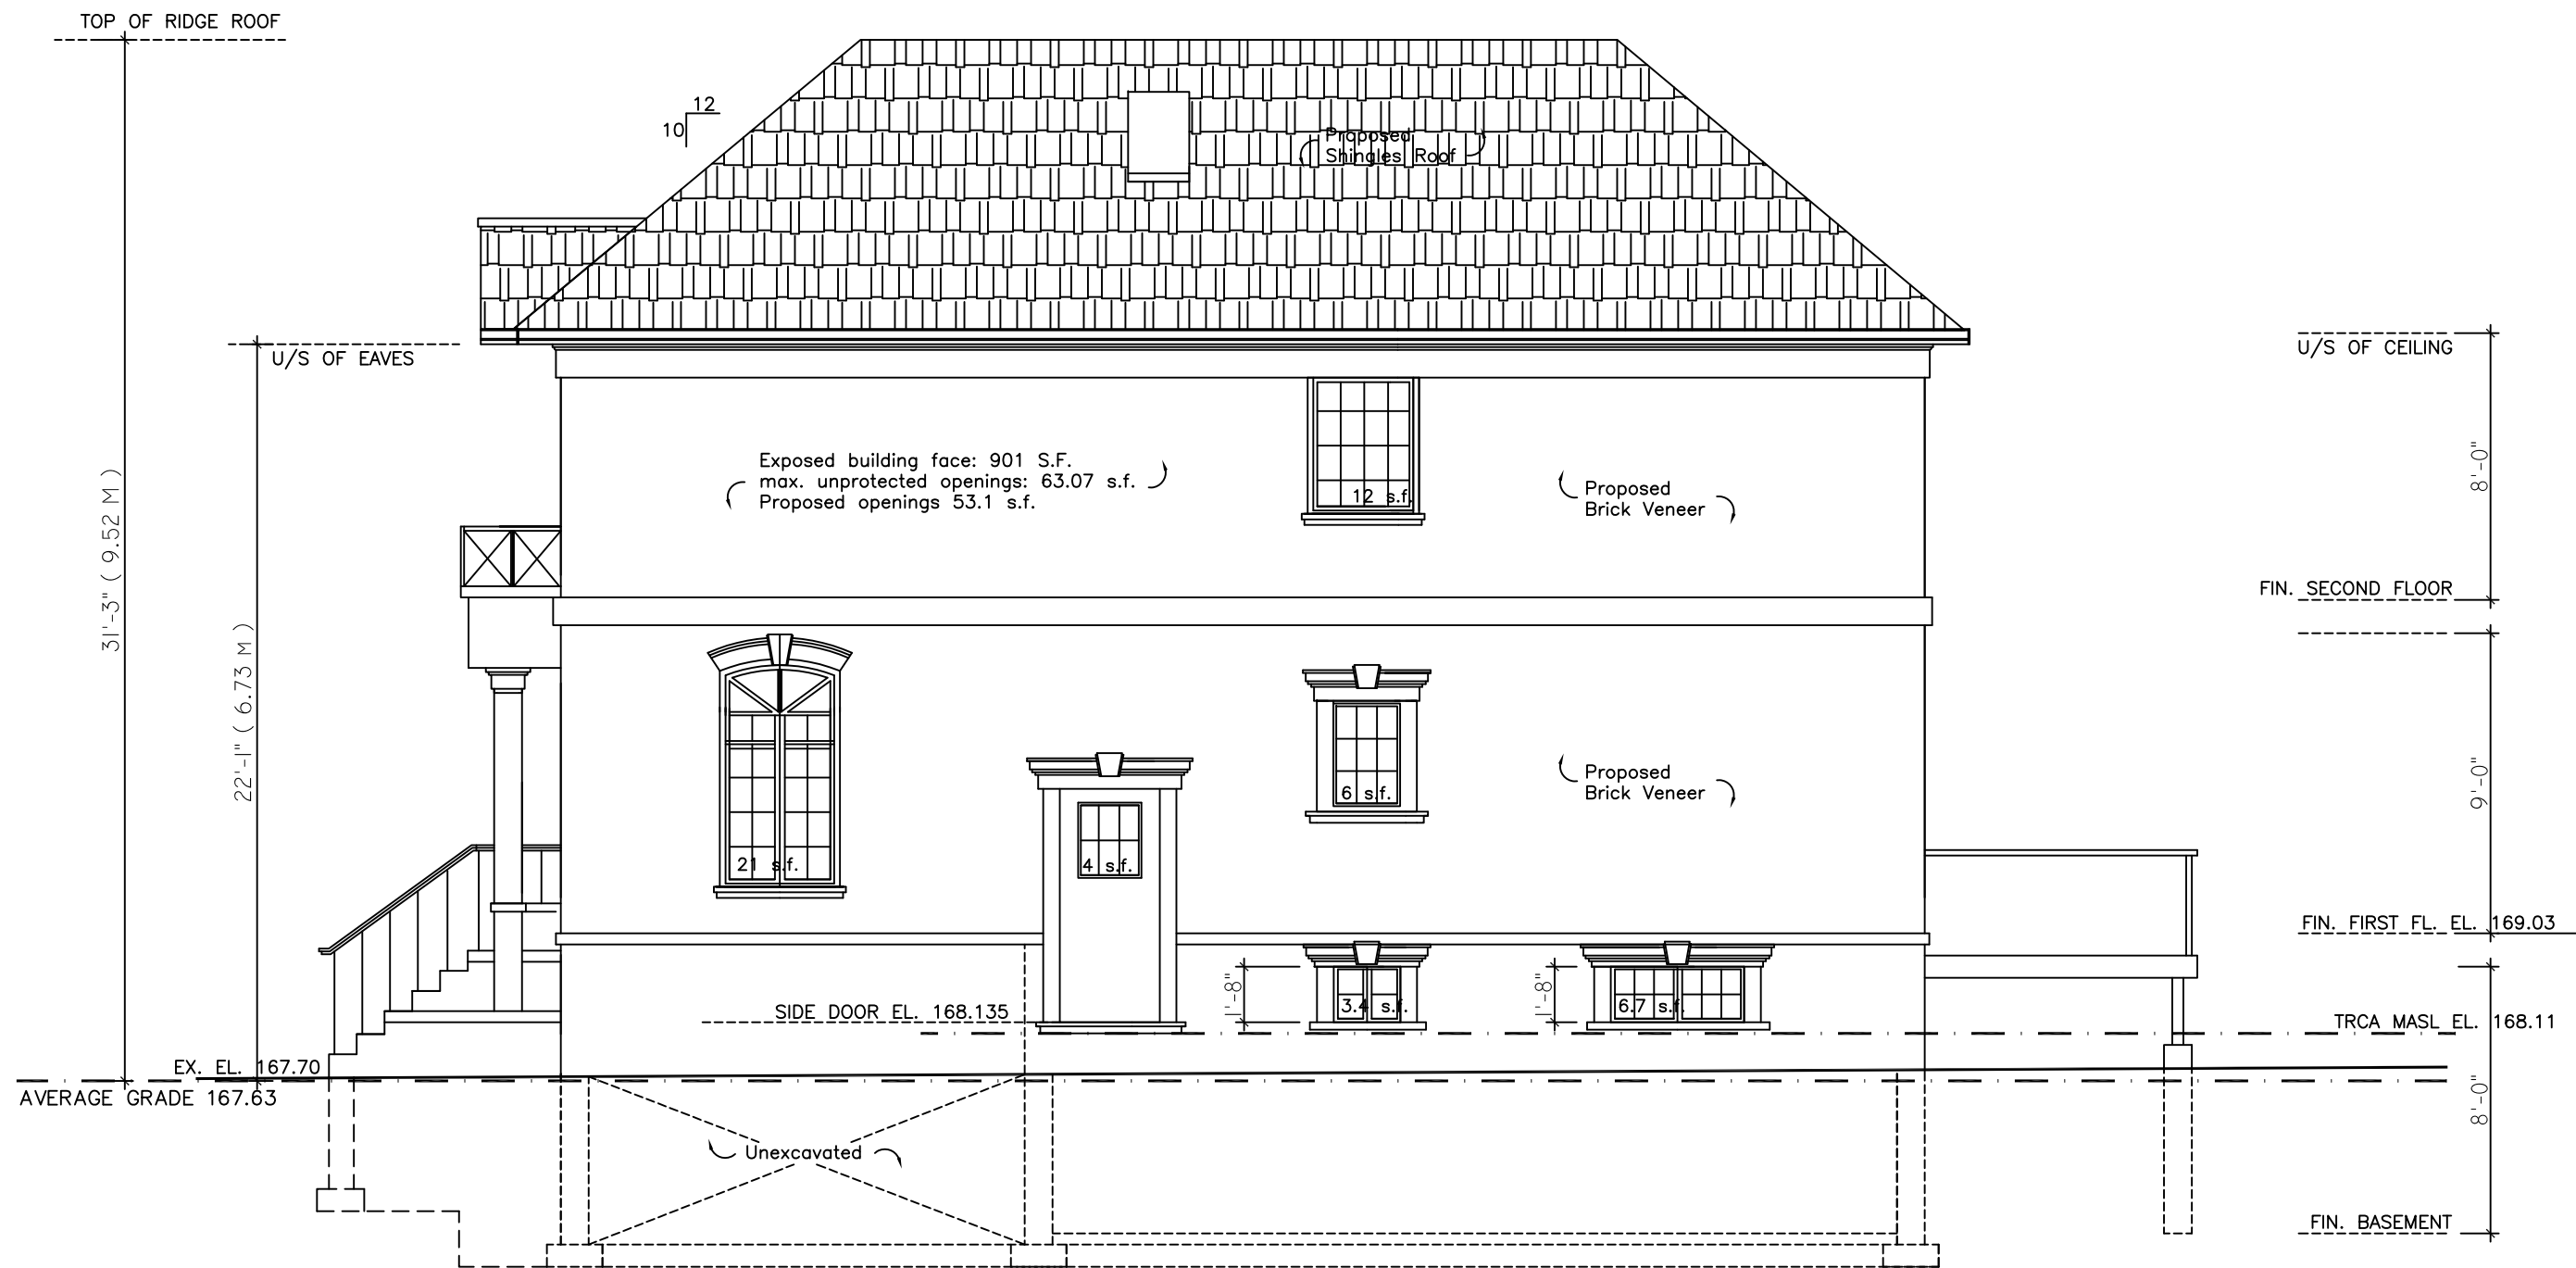 TOP OF RIDGE ROOF
12
10
Proposed
Shingles Roof
U/S OF EAVES
U/S OF CEILING
Exposed building face: 901 S.F.
max. unprotected openings: 63.07 s.f.
Proposed openings 53.1 s.f.
12 s.f.
Proposed
Brick Veneer
8'-0"
31'-3" ( 9.52 M )
FIN. SECOND FLOOR
22'-1" ( 6.73 M )
21 s.f.
4 s.f.
6 s.f.
Proposed
Brick Veneer
9'-0"
FIN. FIRST FL. EL. 169.03
1'-8"
3.4 s.f.
1'-8"
6.7 s.f.
SIDE DOOR EL. 168.135
TRCA MASL EL. 168.11
EX. EL. 167.70
AVERAGE GRADE 167.63
8'-0"
Unexcavated
FIN. BASEMENT